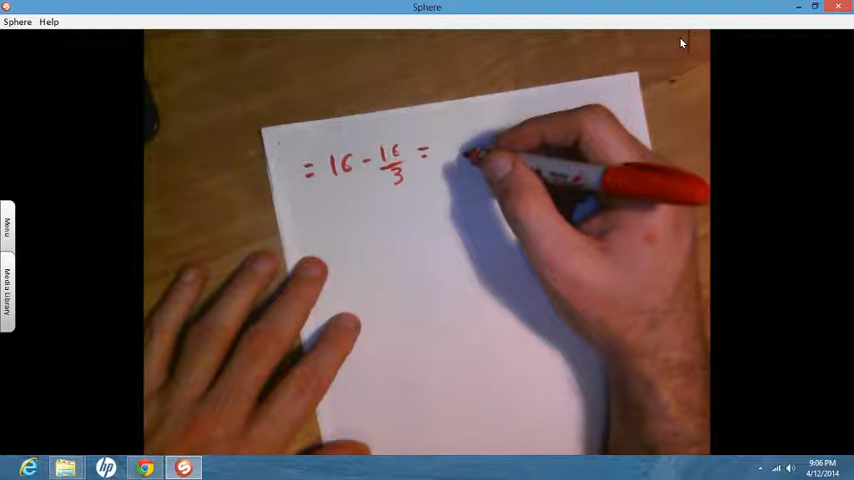 Sphere
Sphere Help
= 16 - 16/3 =
Menu
Media Library
9:06 PM
4/12/2014